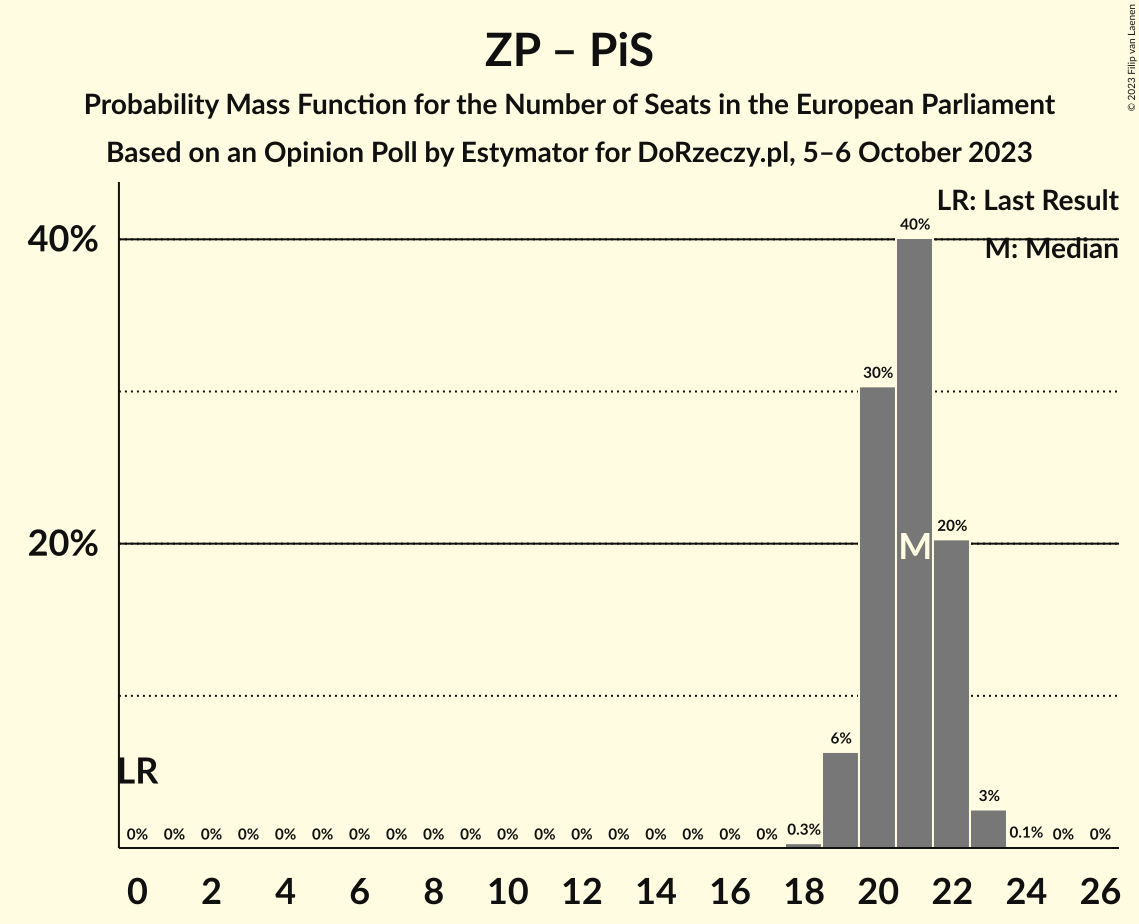 ZP – PiS
Probability Mass Function for the Number of Seats in the European Parliament
Based on an Opinion Poll by Estymator for DoRzeczy.pl, 5–6 October 2023
© 2023 Filip van Laenen
LR: Last Result
M: Median
40%
20%
40%
30%
20%
6%
3%
0.3%
0.1%
M
LR
0% 0% 0% 0% 0% 0% 0% 0% 0% 0% 0% 0% 0% 0% 0% 0% 0% 0% 0% 0%
0 2 4 6 8 10 12 14 16 18 20 22 24 26